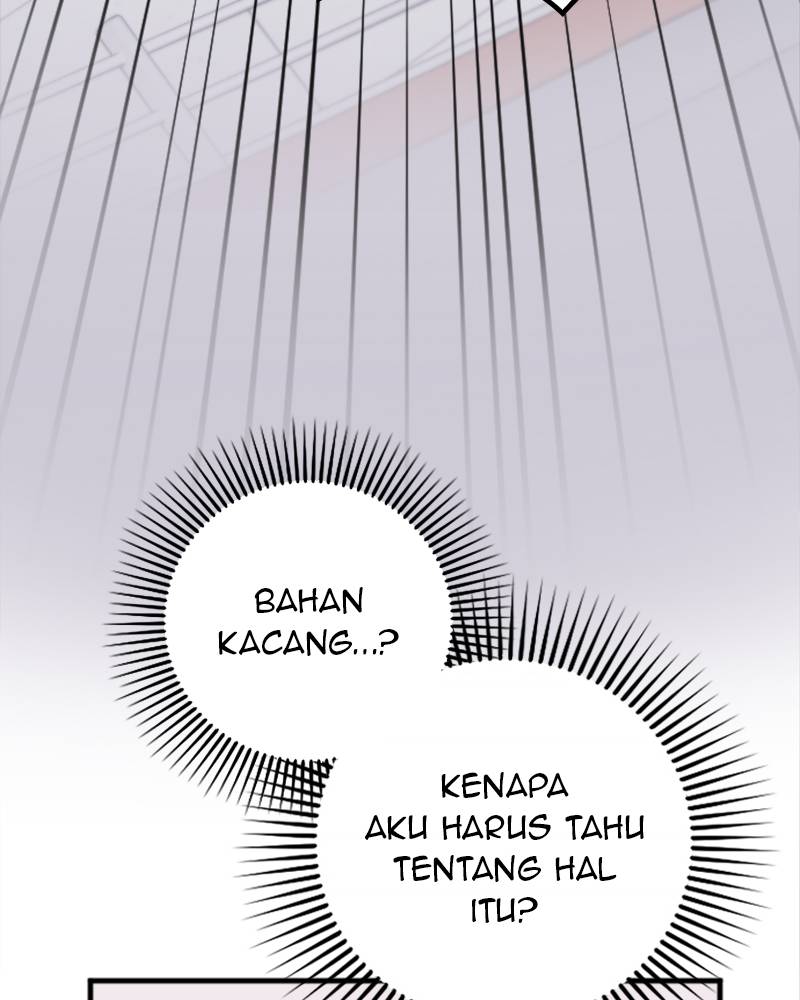 BAHAN
KACANG...?
KENAPA
AKU HARUS TAHU
TENTANG HAL
ITU?